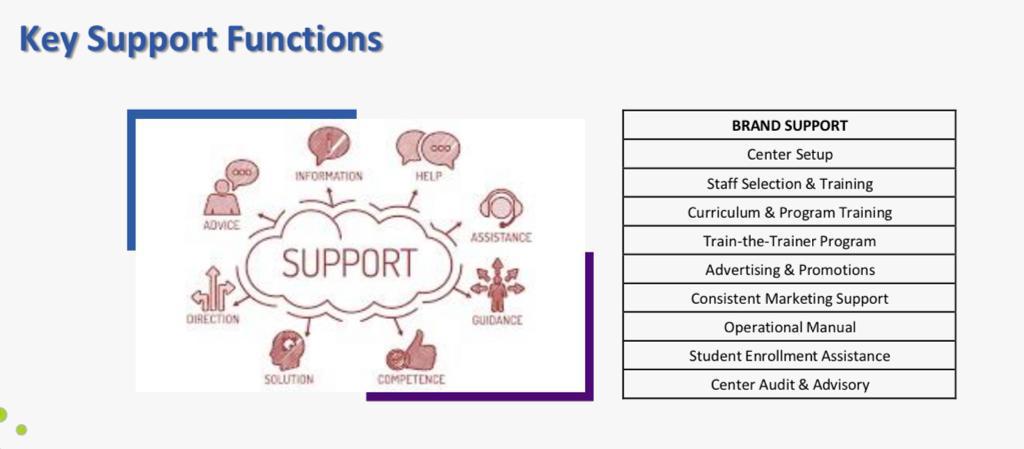 Key Support Functions
INFORMATION
HELP
ADVICE
ASSISTANCE
SUPPORT
DIRECTION
GUIDANCE
SOLUTION
COMPETENCE
BRAND SUPPORT
Center Setup
Staff Selection & Training
Curriculum & Program Training
Train-the-Trainer Program
Advertising & Promotions
Consistent Marketing Support
Operational Manual
Student Enrollment Assistance
Center Audit & Advisory